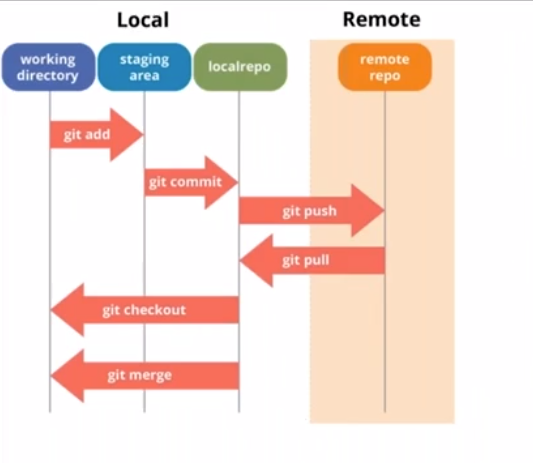 Local
Remote
working
directory
staging
area
localrepo
remote
repo
git add
git commit
git push
git pull
git checkout
git merge